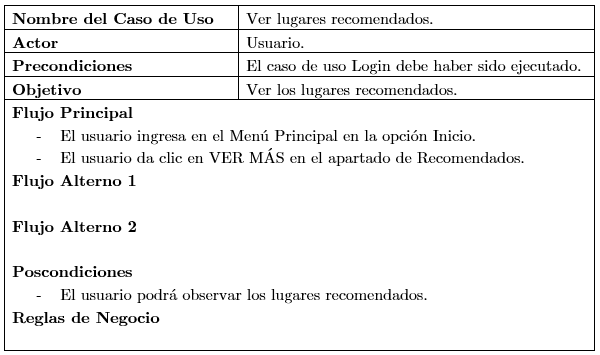 Nombre del Caso de Uso Ver lugares recomendados.
Actor Usuario.
Precondiciones El caso de uso Login debe haber sido ejecutado.
Objetivo Ver los lugares recomendados.
Flujo Principal
- El usuario ingresa en el Menú Principal en la opción Inicio.
- El usuario da clic en VER MÁS en el apartado de Recomendados.
Flujo Alterno 1
Flujo Alterno 2
Poscondiciones
- El usuario podrá observar los lugares recomendados.
Reglas de Negocio